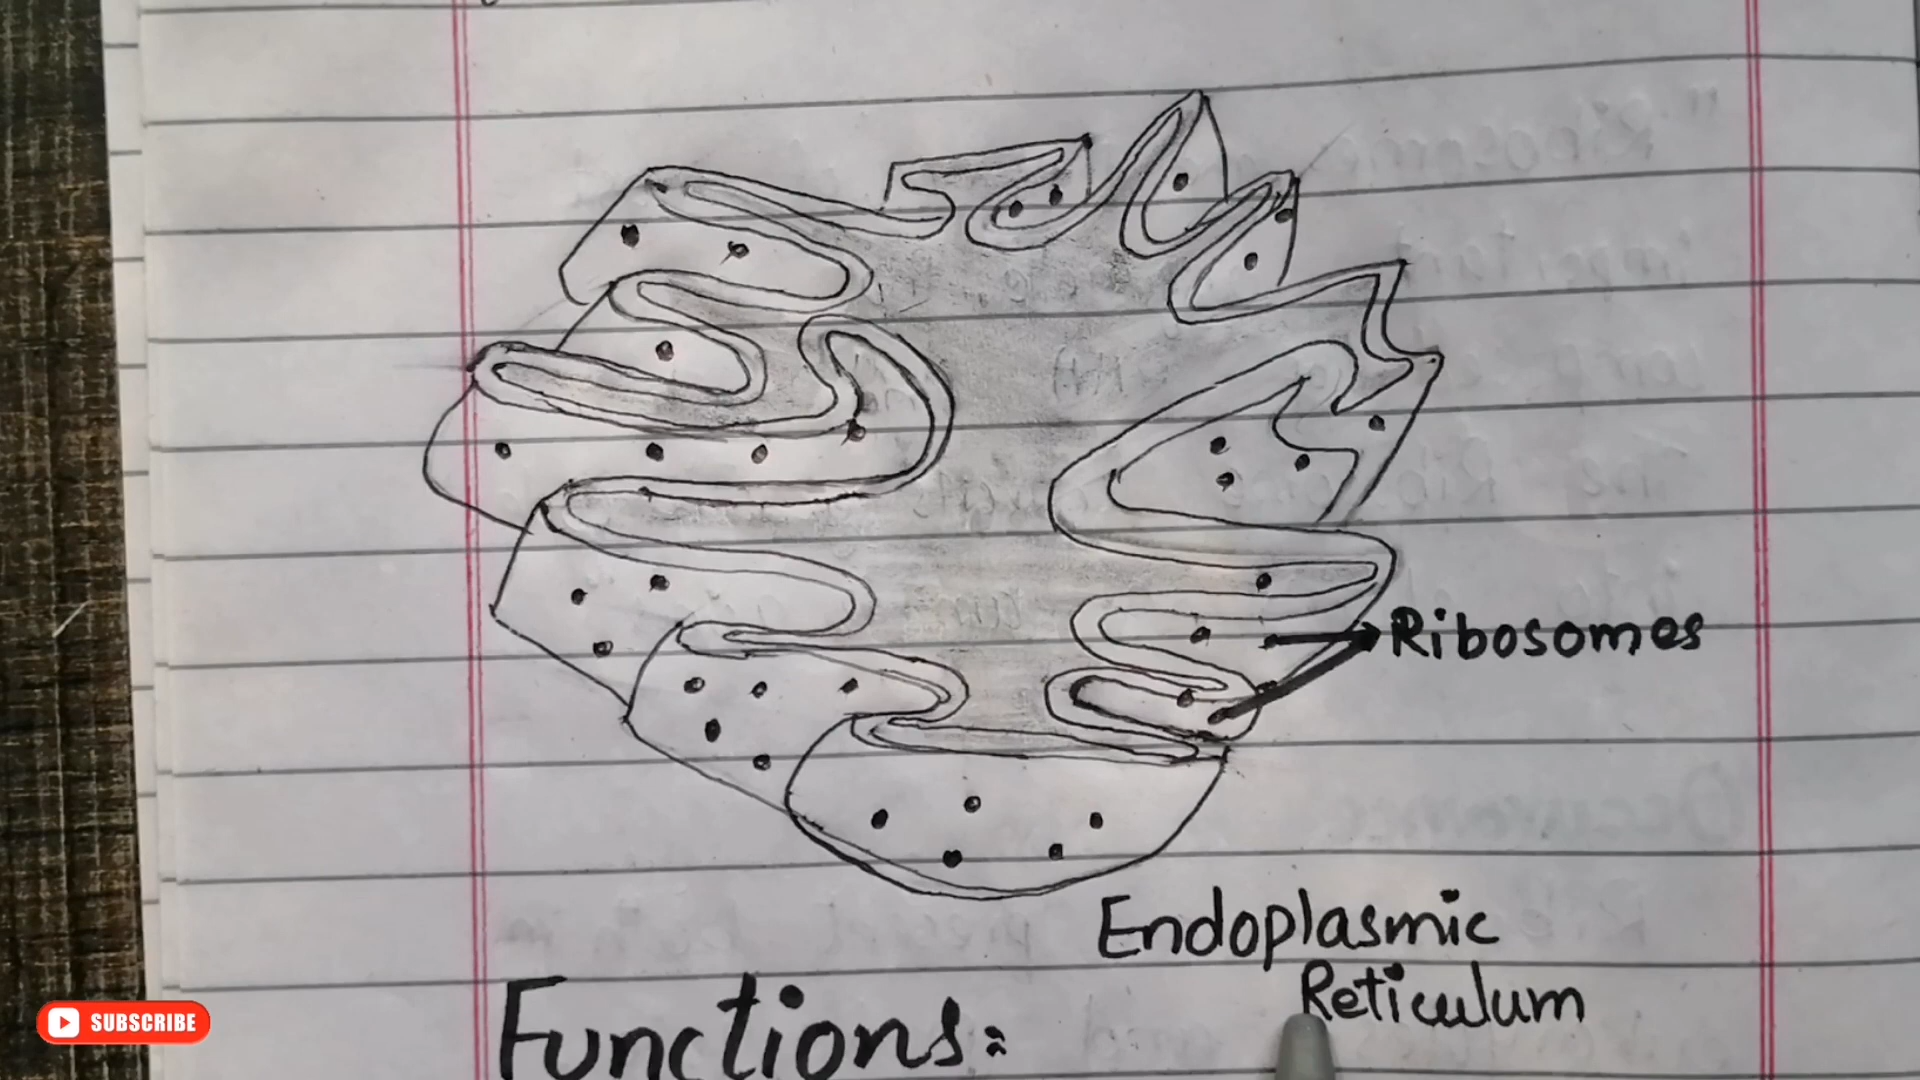 Ribosomes
Endoplasmic
Reticulum
Functions:
SUBSCRIBE